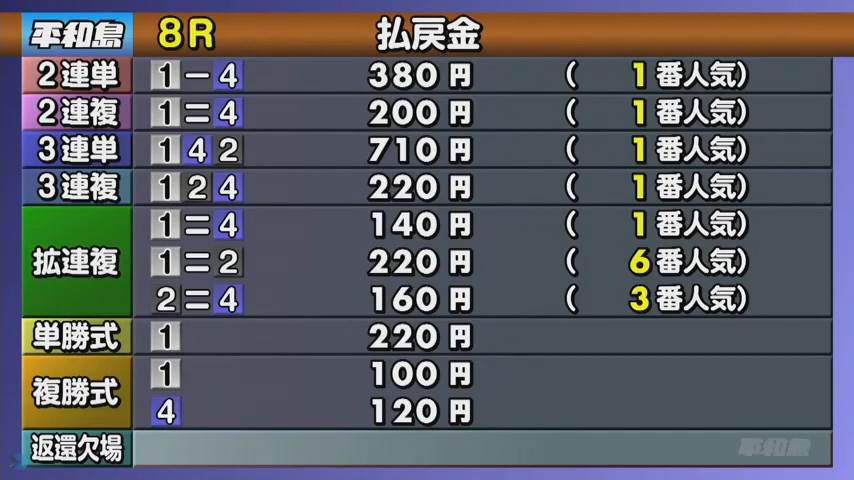 平和島 8R 払戻金
2連単 1-4 380円 ( 1番人気)
2連複 1=4 200円 ( 1番人気)
3連単 1 4 2 710円 ( 1番人気)
3連複 1 2 4 220円 ( 1番人気)
1=4 140円 ( 1番人気)
拡連複 1=2 220円 ( 6番人気)
2=4 160円 ( 3番人気)
単勝式 1 220円
複勝式 1 100円
4 120円
返還欠場 平和島